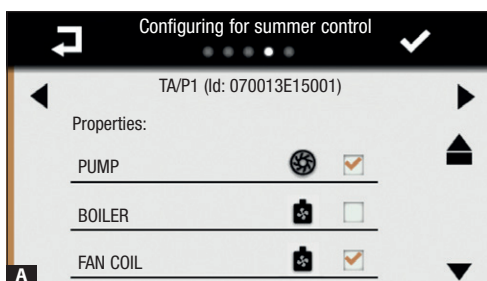 Configuring for summer control
TA/P1 (Id: 070013E15001)
Properties:
PUMP
BOILER
FAN COIL
A